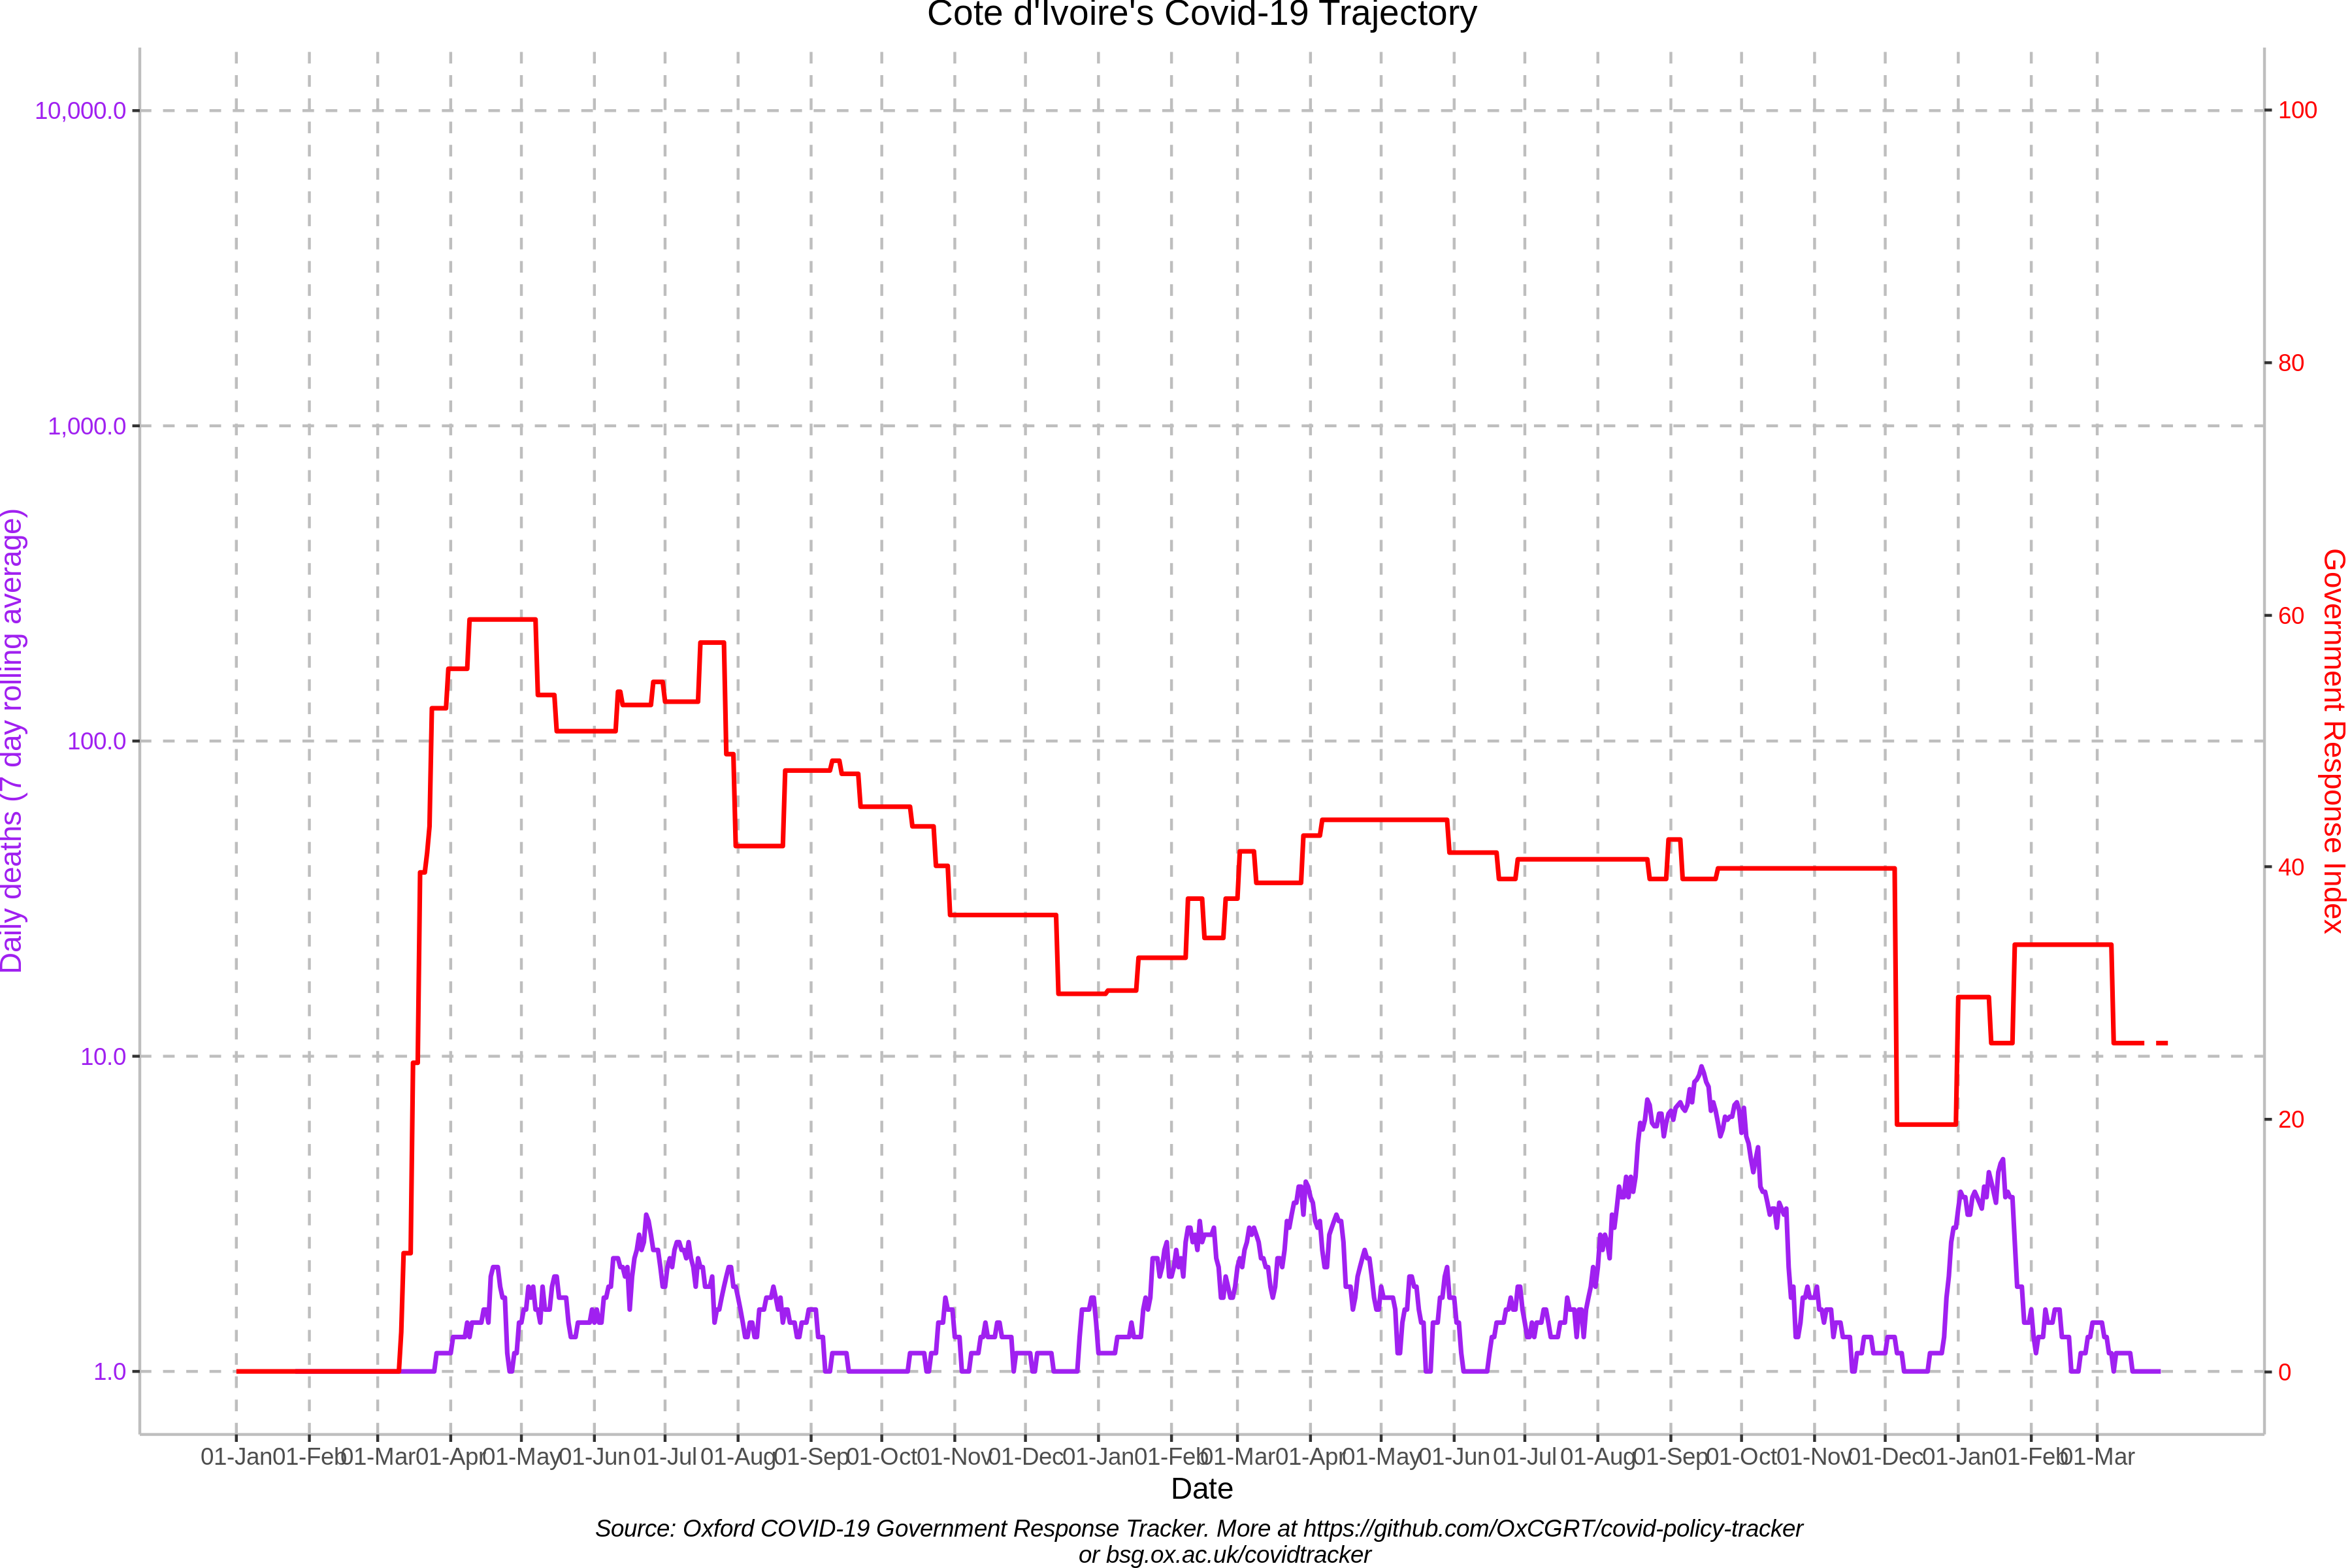 Cote d'Ivoire's Covid-19 Trajectory
10,000.0
1,000.0
100.0
10.0
1.0
Daily deaths (7 day rolling average)
100
80
60
40
20
0
Government Response Index
01-Jan 01-Feb 01-Mar 01-Apr 01-May 01-Jun 01-Jul 01-Aug 01-Sep 01-Oct 01-Nov 01-Dec 01-Jan 01-Feb 01-Mar 01-Apr 01-May 01-Jun 01-Jul 01-Aug 01-Sep 01-Oct 01-Nov 01-Dec 01-Jan 01-Feb 01-Mar
Date
Source: Oxford COVID-19 Government Response Tracker. More at https://github.com/OxCGRT/covid-policy-tracker
or bsg.ox.ac.uk/covidtracker